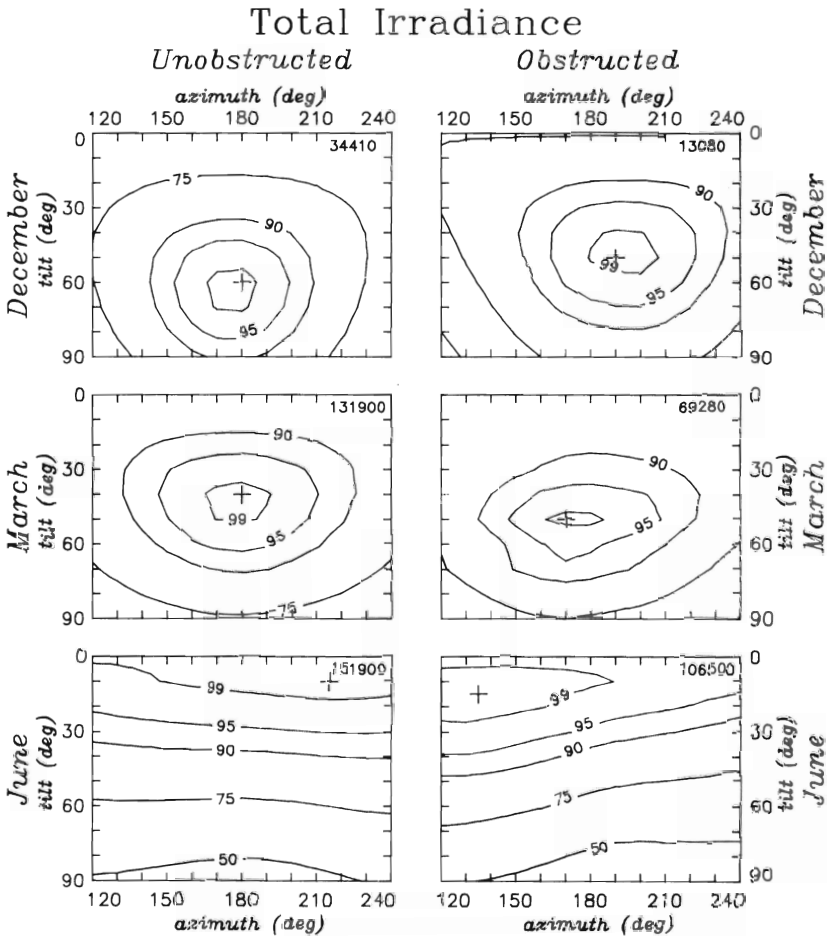 Total Irradiance
Unobstructed Obstructed
azimuth (deg) azimuth (deg)
120 150 180 210 240 120 150 180 210 240
0 34410 13080 0
75 90
30 90 30
December tilt (deg) tilt (deg) December
60 99 60
95 95
90 90
0 131900 69280 0
90 90
30 30
March tilt (deg) tilt (deg) March
99 95 95
60 60
75
90 90
0 151900 106500 0
99 99
95 95
30 90 90 30
June tilt (deg) tilt (deg) June
75 75
60 60
50 50
90 90
120 150 180 210 240 120 150 180 210 240
azimuth (deg) azimuth (deg)